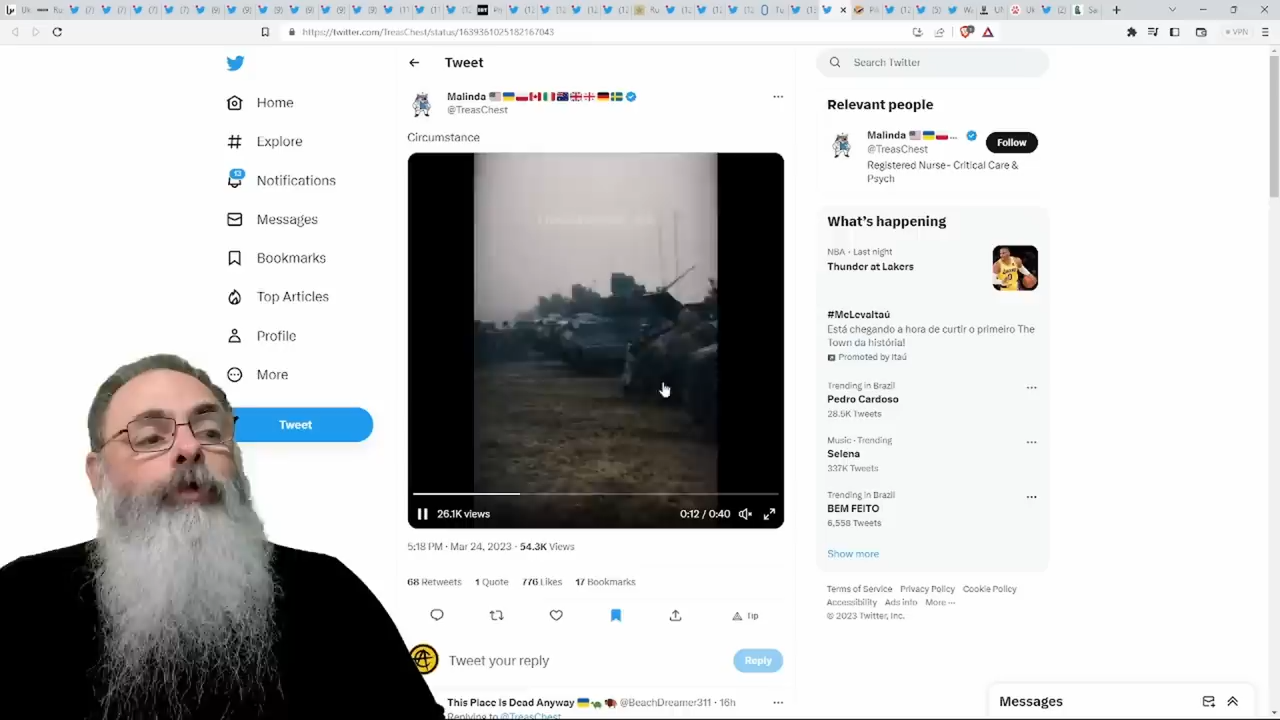 https://twitter.com/TreasChest/status/1639361025182167043
VPN
Home
Explore
13
Notifications
Messages
Bookmarks
Top Articles
Profile
More
Tweet
Tweet
Malinda
@TreasChest
Circumstance
26.1K views
0:12 / 0:40
5:18 PM · Mar 24, 2023 · 54.3K Views
68 Retweets 1 Quote 776 Likes 17 Bookmarks
Tip
Tweet your reply
Reply
This Place is Dead Anyway @BeachDreamer311 · 16h
Replying to @TreasChest
Search Twitter
Relevant people
Malinda ...
@TreasChest
Follow
Registered Nurse- Critical Care &
Psych
What's happening
NBA · Last night
Thunder at Lakers
#McLevaItaú
Está chegando a hora de curtir o primeiro The
Town da história!
Promoted by Itaú
Trending in Brazil
Pedro Cardoso
28.5K Tweets
Music · Trending
Selena
337K Tweets
Trending in Brazil
BEM FEITO
6,558 Tweets
Show more
Terms of Service Privacy Policy Cookie Policy
Accessibility Ads info More ···
© 2023 Twitter, Inc.
Messages